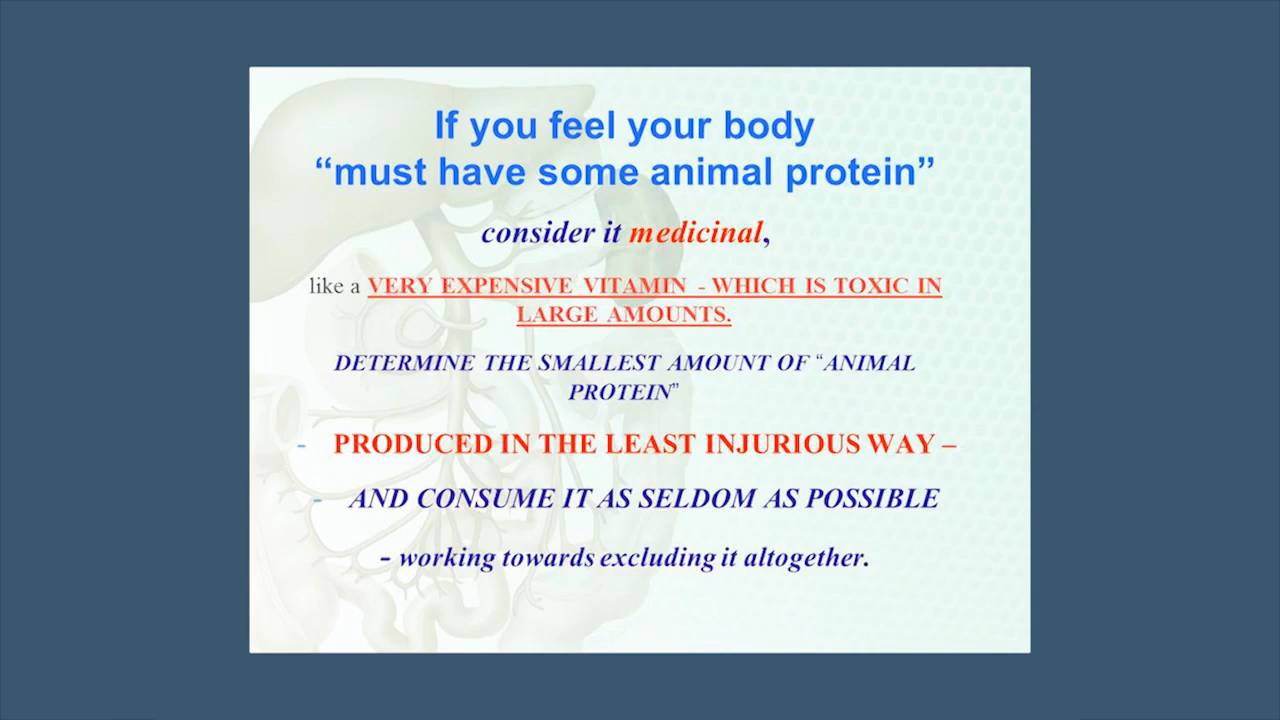 If you feel your body
“must have some animal protein”
consider it medicinal,
like a VERY EXPENSIVE VITAMIN - WHICH IS TOXIC IN
LARGE AMOUNTS.
DETERMINE THE SMALLEST AMOUNT OF “ANIMAL
PROTEIN”
- PRODUCED IN THE LEAST INJURIOUS WAY –
- AND CONSUME IT AS SELDOM AS POSSIBLE
- working towards excluding it altogether.